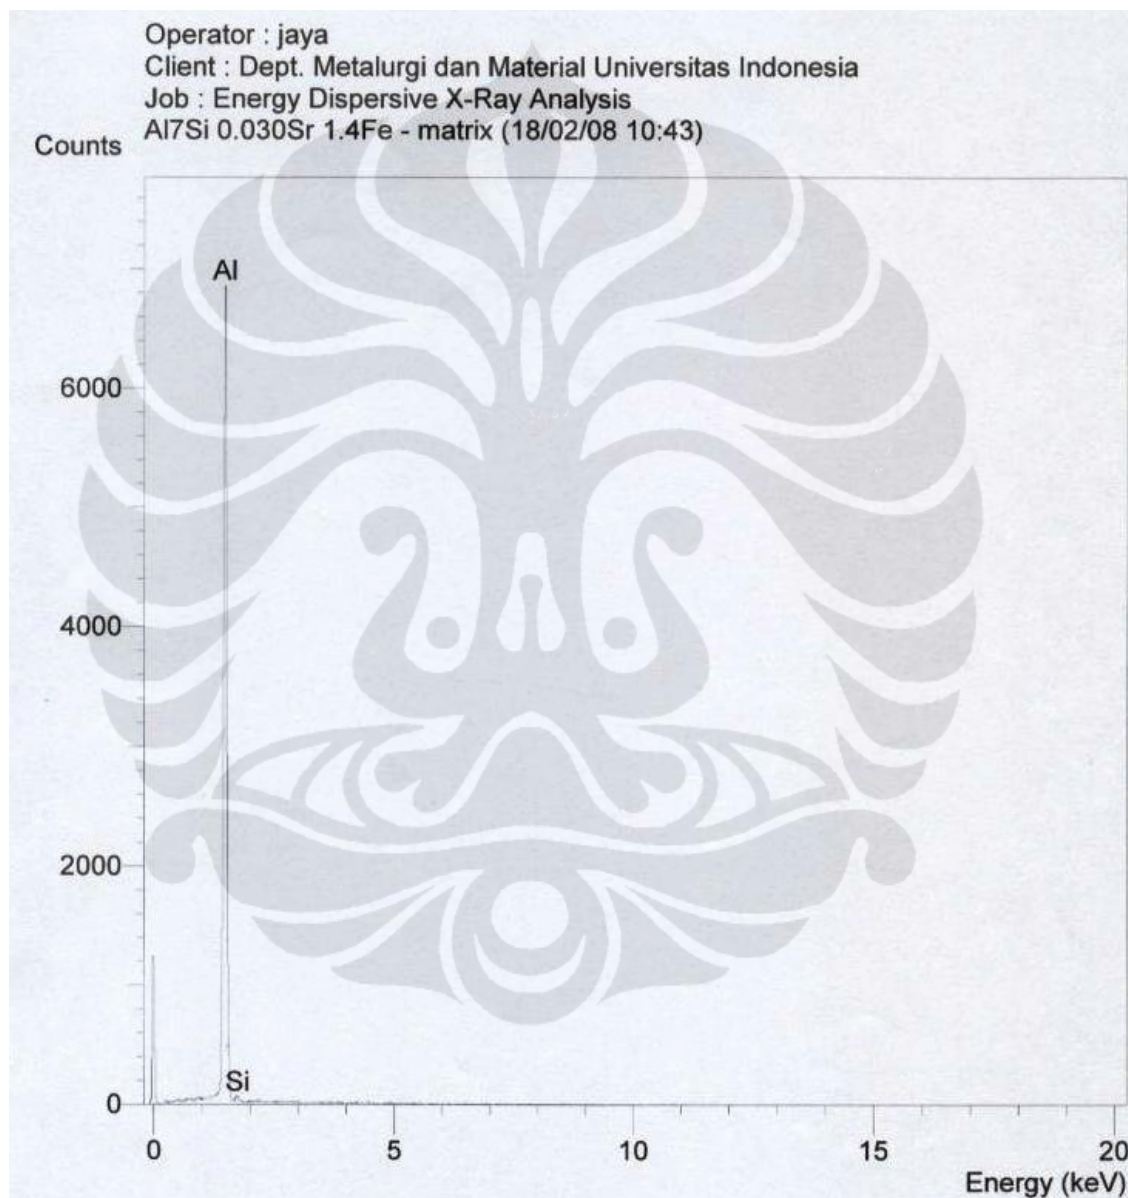 Operator : jaya
Client : Dept. Metalurgi dan Material Universitas Indonesia
Job : Energy Dispersive X-Ray Analysis
Al7Si 0.030Sr 1.4Fe - matrix (18/02/08 10:43)
Counts
Al
6000
4000
2000
Si
0
0 5 10 15 20
Energy (keV)